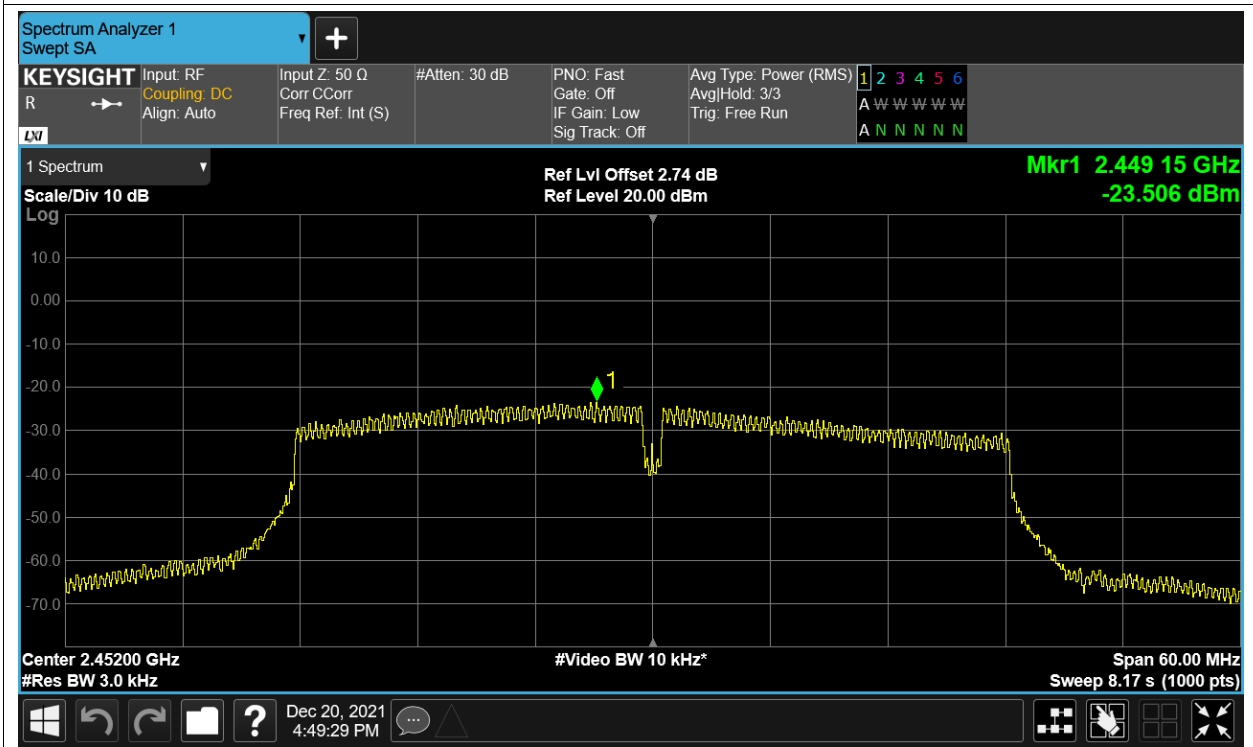 Spectrum Analyzer 1
Swept SA
KEYSIGHT
R
LXI
Input: RF
Coupling: DC
Align: Auto
Input Z: 50 Ω
Corr CCorr
Freq Ref: Int (S)
#Atten: 30 dB
PNO: Fast
Gate: Off
IF Gain: Low
Sig Track: Off
Avg Type: Power (RMS)
Avg|Hold: 3/3
Trig: Free Run
1 2 3 4 5 6
A W W W W W
A N N N N N
1 Spectrum
Scale/Div 10 dB
Log
Ref Lvl Offset 2.74 dB
Ref Level 20.00 dBm
Mkr1 2.449 15 GHz
-23.506 dBm
10.0
0.00
-10.0
-20.0
-30.0
-40.0
-50.0
-60.0
-70.0
1
Center 2.45200 GHz
#Res BW 3.0 kHz
#Video BW 10 kHz*
Span 60.00 MHz
Sweep 8.17 s (1000 pts)
?
Dec 20, 2021
4:49:29 PM